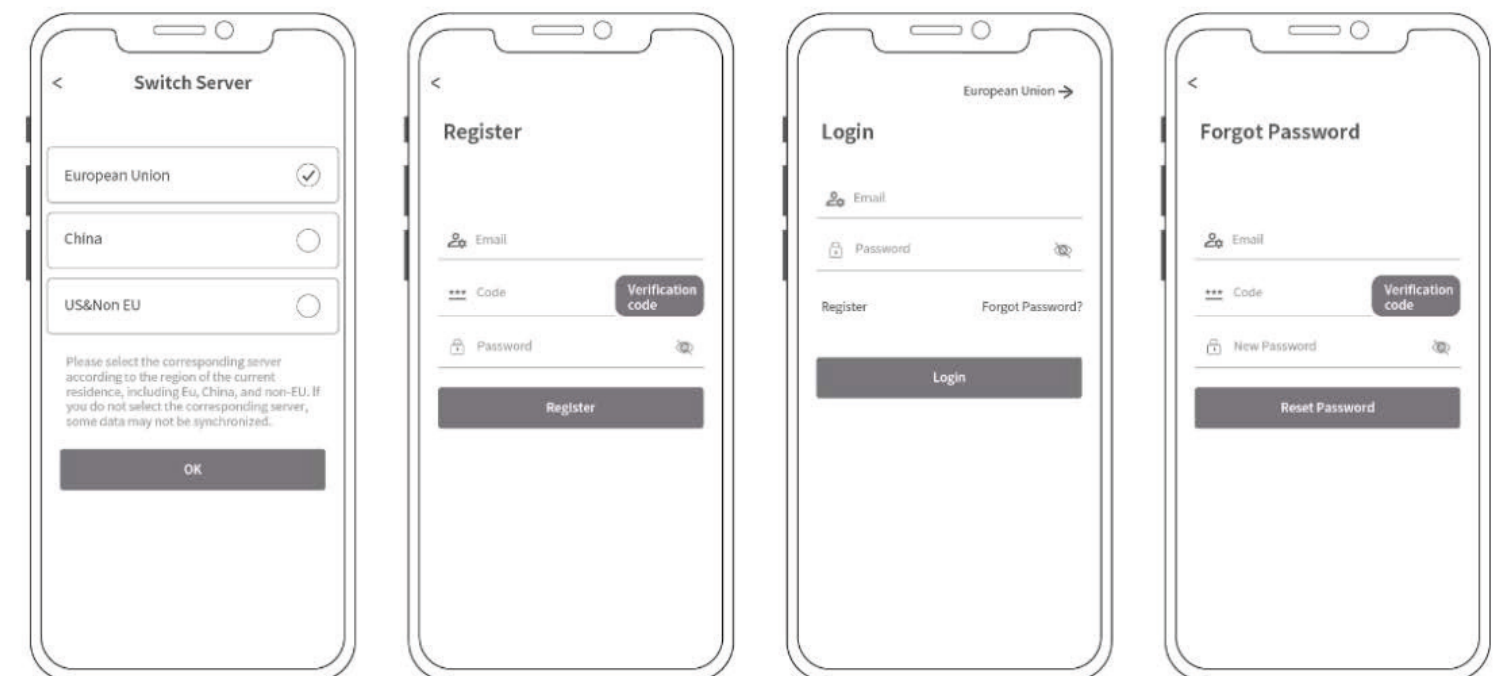 <
Switch Server
European Union
China
US&Non EU
Please select the corresponding server
according to the region of the current
residence, including Eu, China, and non-EU. If
you do not select the corresponding server,
some data may not be synchronized.
OK
<
Register
Email
*** Code
Verification
code
Password
Register
European Union →
Login
Email
Password
Register
Forgot Password?
Login
<
Forgot Password
Email
*** Code
Verification
code
New Password
Reset Password